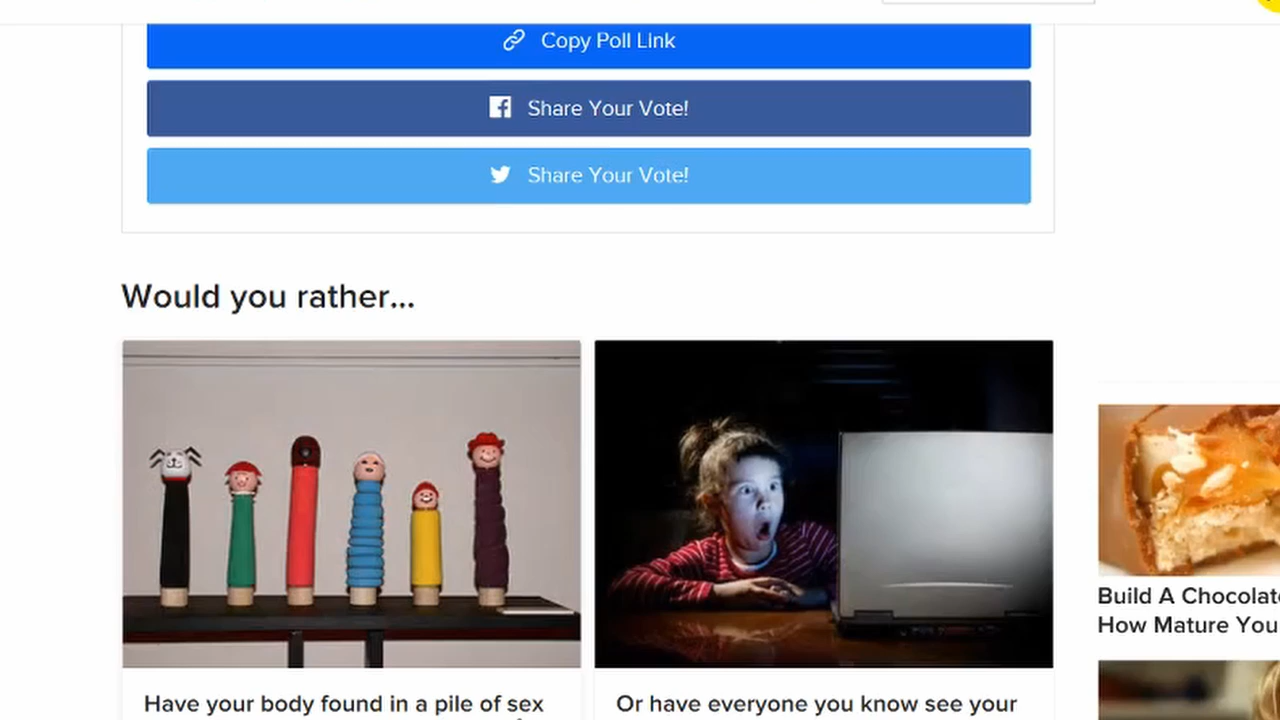 Copy Poll Link
Share Your Vote!
Share Your Vote!
Would you rather...
Have your body found in a pile of sex
Or have everyone you know see your
Build A Chocolat
How Mature You